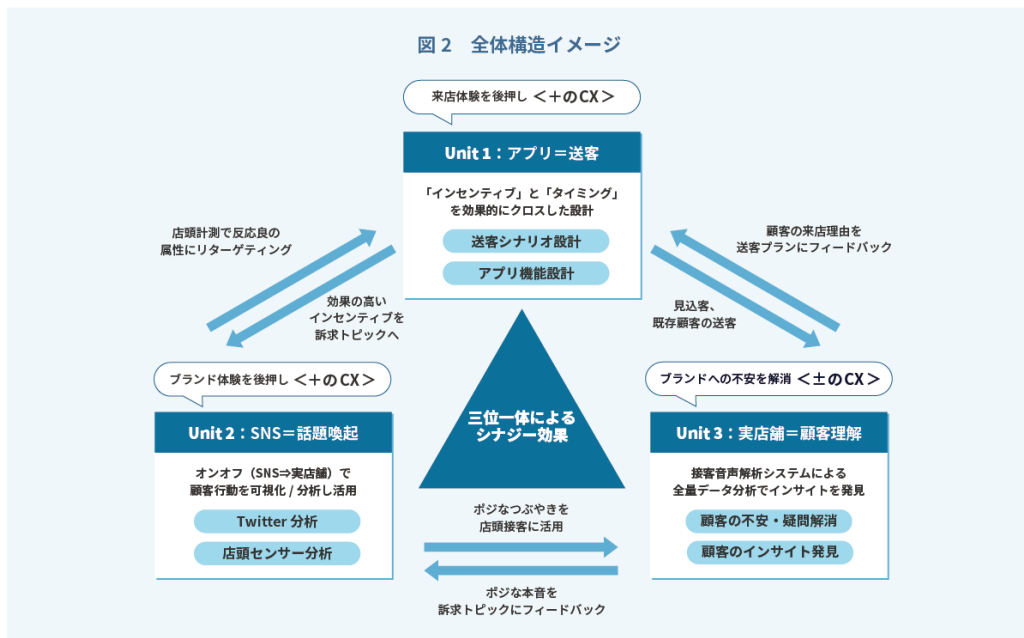 図2 全体構造イメージ
来店体験を後押し <+のCX>
Unit 1:アプリ=送客
「インセンティブ」と「タイミング」
を効果的にクロスした設計
送客シナリオ設計
アプリ機能設計
店頭計測で反応良の
属性にリターゲティング
効果の高い
インセンティブを
訴求トピックへ
顧客の来店理由を
送客プランにフィードバック
見込客、
既存顧客の送客
ブランド体験を後押し <+のCX>
Unit 2:SNS=話題喚起
オンオフ(SNS⇒実店舗)で
顧客行動を可視化 / 分析し活用
Twitter 分析
店頭センサー分析
三位一体による
シナジー効果
ブランドへの不安を解消 <±のCX>
Unit 3:実店舗=顧客理解
接客音声解析システムによる
全量データ分析でインサイトを発見
顧客の不安・疑問解消
顧客のインサイト発見
ポジなつぶやきを
店頭接客に活用
ポジな本音を
訴求トピックにフィードバック